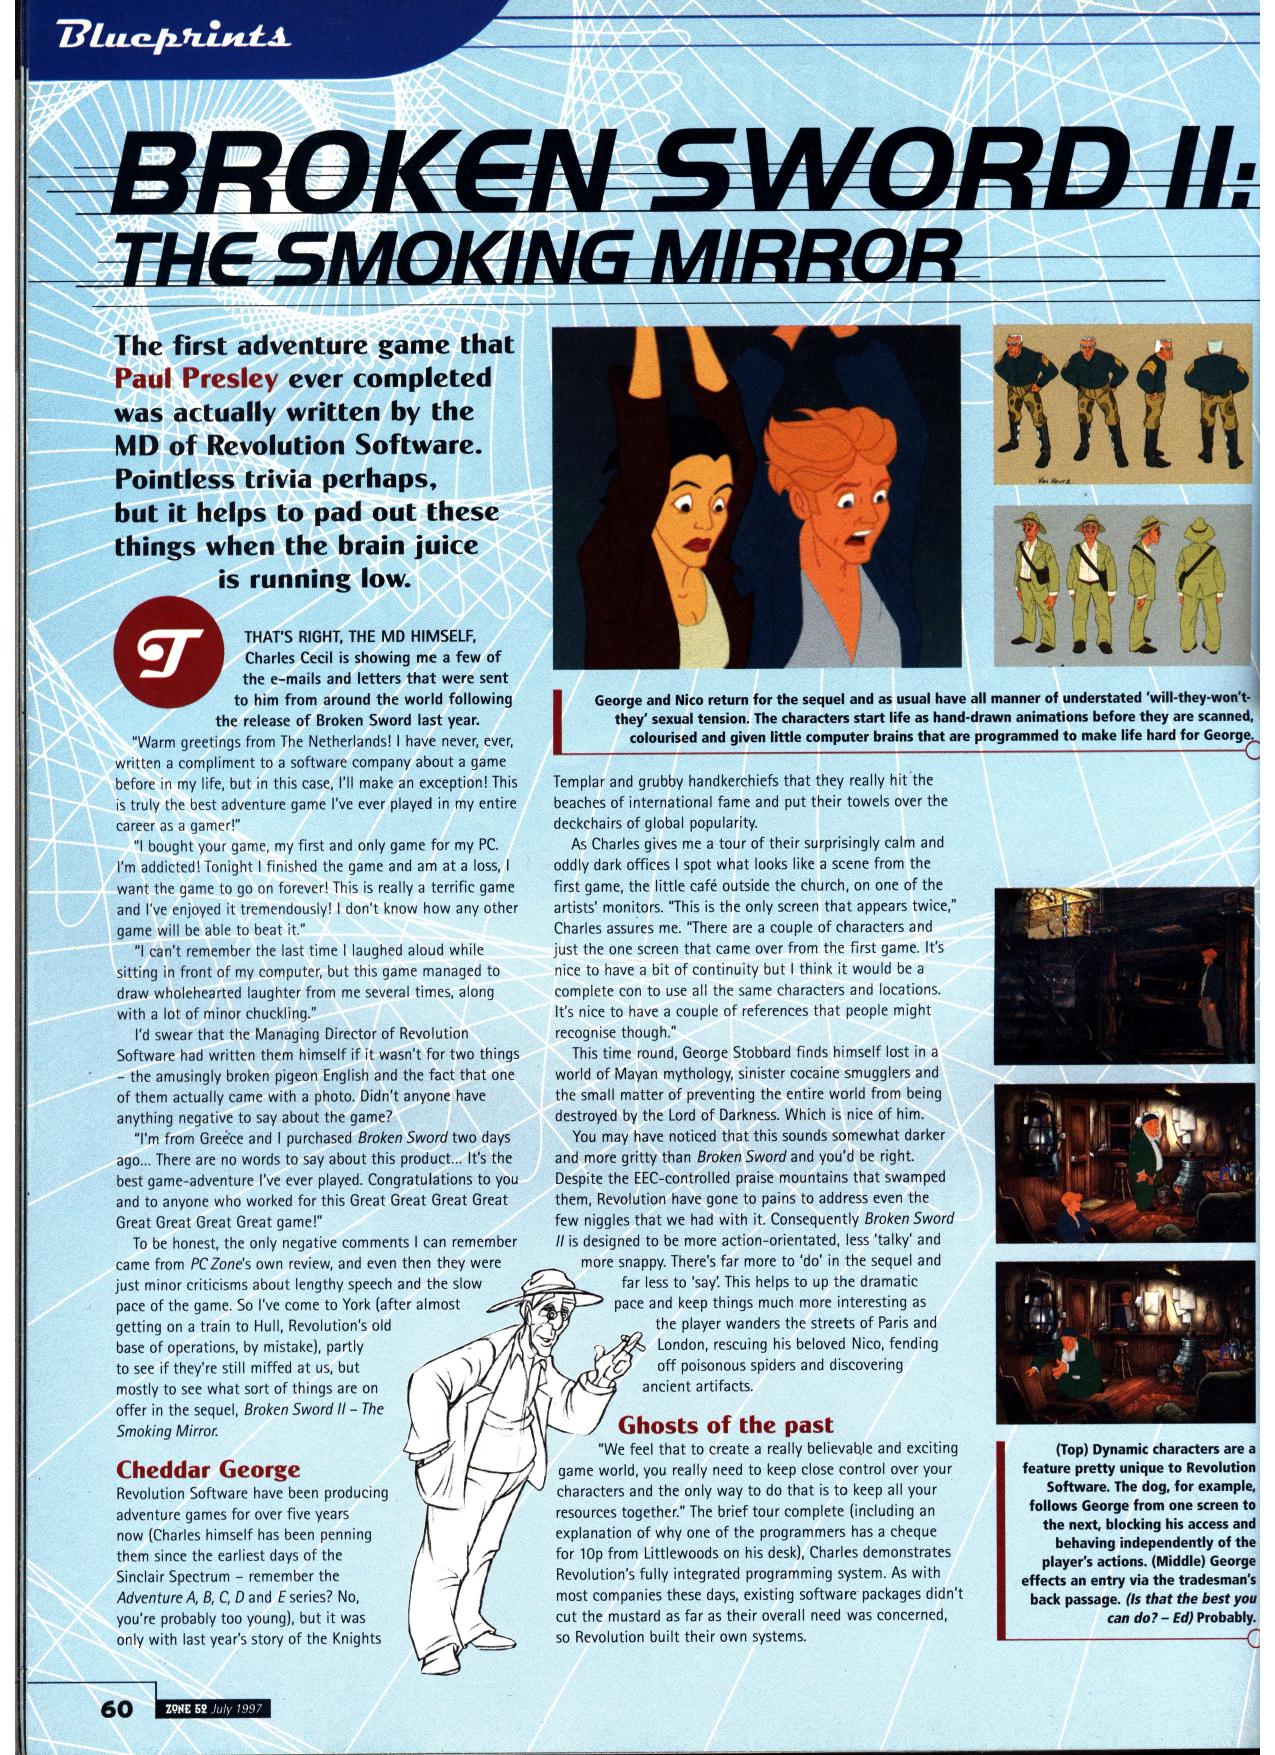 Blueprints
BROKEN SWORD II:
THE SMOKING MIRROR
The first adventure game that
Paul Presley ever completed
was actually written by the
MD of Revolution Software.
Pointless trivia perhaps,
but it helps to pad out these
things when the brain juice
is running low.
T
THAT'S RIGHT, THE MD HIMSELF,
Charles Cecil is showing me a few of
the e-mails and letters that were sent
to him from around the world following
the release of Broken Sword last year.
"Warm greetings from The Netherlands! I have never, ever,
written a compliment to a software company about a game
before in my life, but in this case, I'll make an exception! This
is truly the best adventure game I've ever played in my entire
career as a gamer!"
"I bought your game, my first and only game for my PC.
I'm addicted! Tonight I finished the game and am at a loss, I
want the game to go on forever! This is really a terrific game
and I've enjoyed it tremendously! I don't know how any other
game will be able to beat it."
"I can't remember the last time I laughed aloud while
sitting in front of my computer, but this game managed to
draw wholehearted laughter from me several times, along
with a lot of minor chuckling."
I'd swear that the Managing Director of Revolution
Software had written them himself if it wasn't for two things
– the amusingly broken pigeon English and the fact that one
of them actually came with a photo. Didn't anyone have
anything negative to say about the game?
"I'm from Greece and I purchased Broken Sword two days
ago... There are no words to say about this product... It's the
best game-adventure I've ever played. Congratulations to you
and to anyone who worked for this Great Great Great Great
Great Great Great Great game!"
To be honest, the only negative comments I can remember
came from PC Zone's own review, and even then they were
just minor criticisms about lengthy speech and the slow
pace of the game. So I've come to York (after almost
getting on a train to Hull, Revolution's old
base of operations, by mistake), partly
to see if they're still miffed at us, but
mostly to see what sort of things are on
offer in the sequel, Broken Sword II – The
Smoking Mirror.
Cheddar George
Revolution Software have been producing
adventure games for over five years
now (Charles himself has been penning
them since the earliest days of the
Sinclair Spectrum – remember the
Adventure A, B, C, D and E series? No,
you're probably too young), but it was
only with last year's story of the Knights
Van Hentz.
George and Nico return for the sequel and as usual have all manner of understated 'will-they-won't-
they' sexual tension. The characters start life as hand-drawn animations before they are scanned,
colourised and given little computer brains that are programmed to make life hard for George.
Templar and grubby handkerchiefs that they really hit the
beaches of international fame and put their towels over the
deckchairs of global popularity.
As Charles gives me a tour of their surprisingly calm and
oddly dark offices I spot what looks like a scene from the
first game, the little café outside the church, on one of the
artists' monitors. "This is the only screen that appears twice,"
Charles assures me. "There are a couple of characters and
just the one screen that came over from the first game. It's
nice to have a bit of continuity but I think it would be a
complete con to use all the same characters and locations.
It's nice to have a couple of references that people might
recognise though."
This time round, George Stobbard finds himself lost in a
world of Mayan mythology, sinister cocaine smugglers and
the small matter of preventing the entire world from being
destroyed by the Lord of Darkness. Which is nice of him.
You may have noticed that this sounds somewhat darker
and more gritty than Broken Sword and you'd be right.
Despite the EEC-controlled praise mountains that swamped
them, Revolution have gone to pains to address even the
few niggles that we had with it. Consequently Broken Sword
II is designed to be more action-orientated, less 'talky' and
more snappy. There's far more to 'do' in the sequel and
far less to 'say'. This helps to up the dramatic
pace and keep things much more interesting as
the player wanders the streets of Paris and
London, rescuing his beloved Nico, fending
off poisonous spiders and discovering
ancient artifacts.
Ghosts of the past
"We feel that to create a really believable and exciting
game world, you really need to keep close control over your
characters and the only way to do that is to keep all your
resources together." The brief tour complete (including an
explanation of why one of the programmers has a cheque
for 10p from Littlewoods on his desk), Charles demonstrates
Revolution's fully integrated programming system. As with
most companies these days, existing software packages didn't
cut the mustard as far as their overall need was concerned,
so Revolution built their own systems.
(Top) Dynamic characters are a
feature pretty unique to Revolution
Software. The dog, for example,
follows George from one screen to
the next, blocking his access and
behaving independently of the
player's actions. (Middle) George
effects an entry via the tradesman's
back passage. (Is that the best you
can do? – Ed) Probably.
60
ZONE 52 July 1997